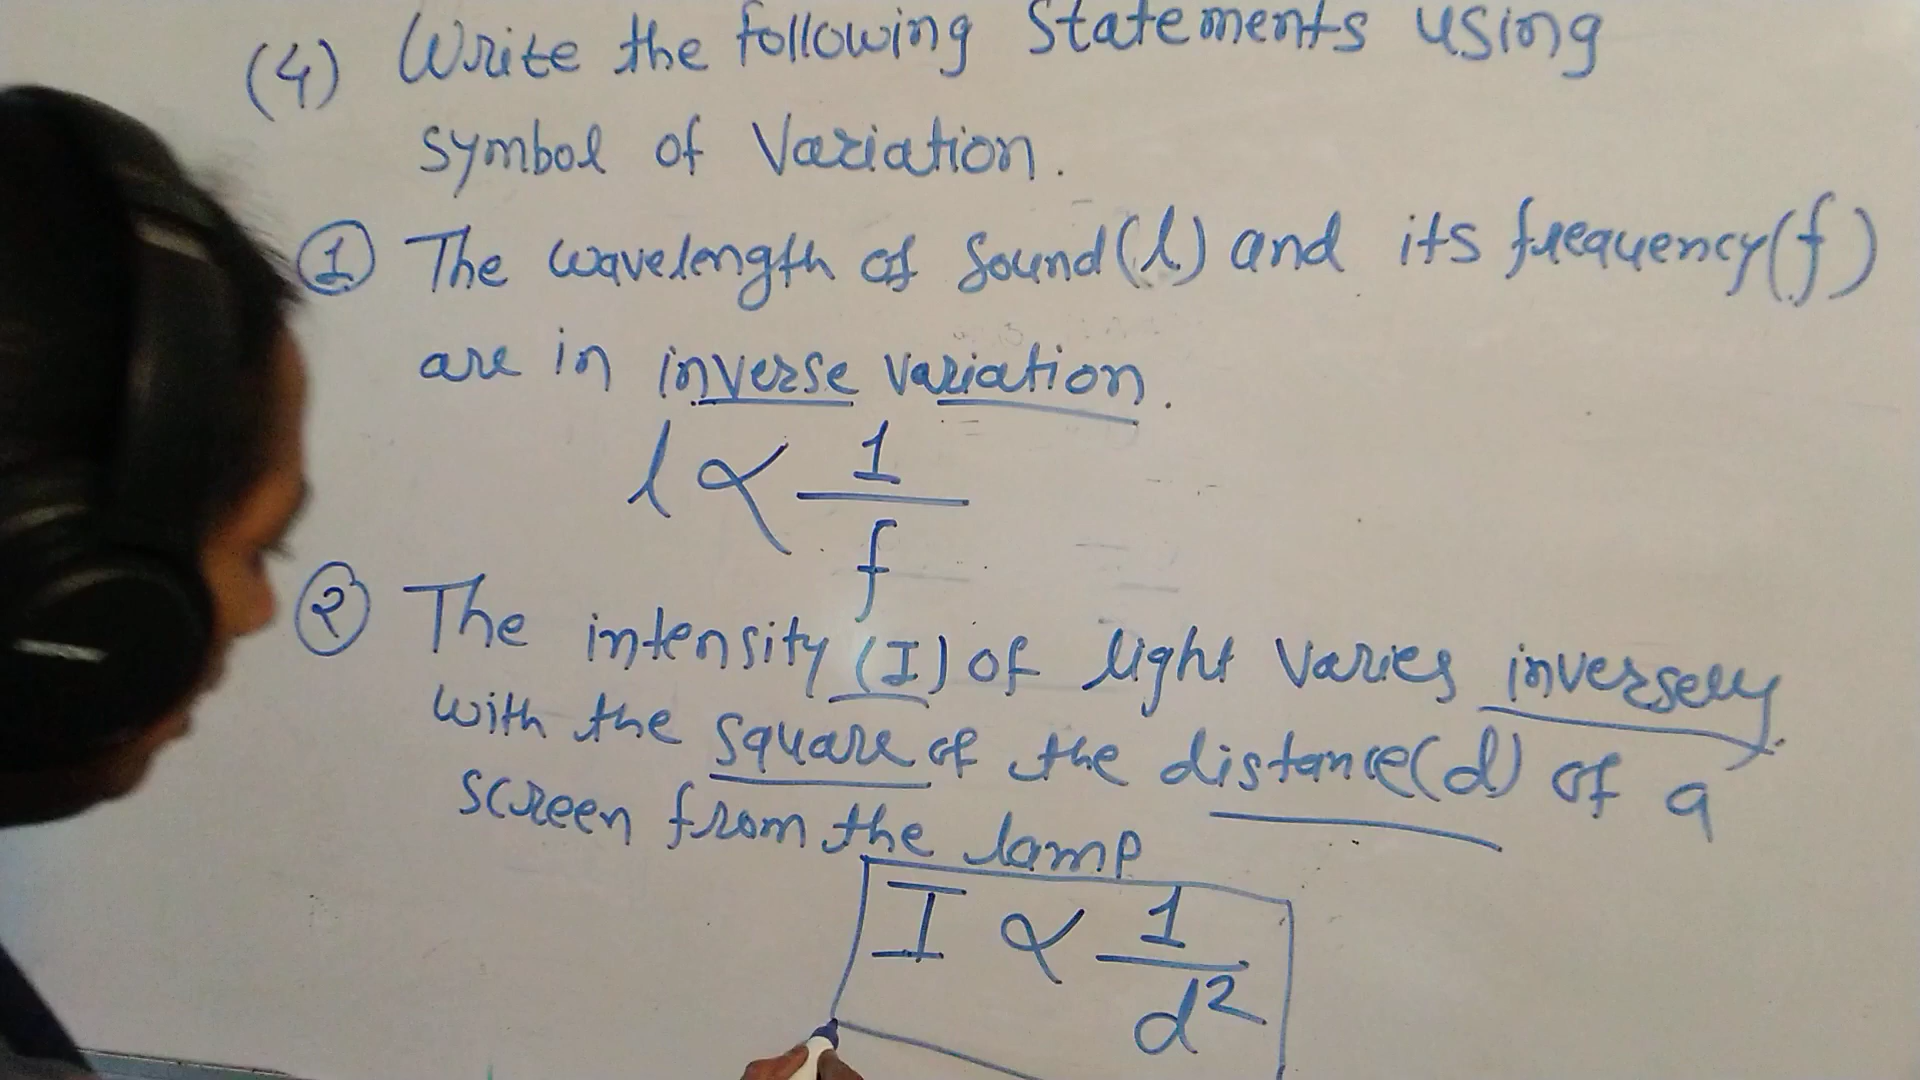 (4) Write the following Statements using
symbol of Variation.
① The wavelength of Sound (l) and its frequency (f)
are in inverse variation.
l ∝ 1/f
② The intensity (I) of light varies inversely
with the square of the distance (d) of a
screen from the lamp
I ∝ 1/d²